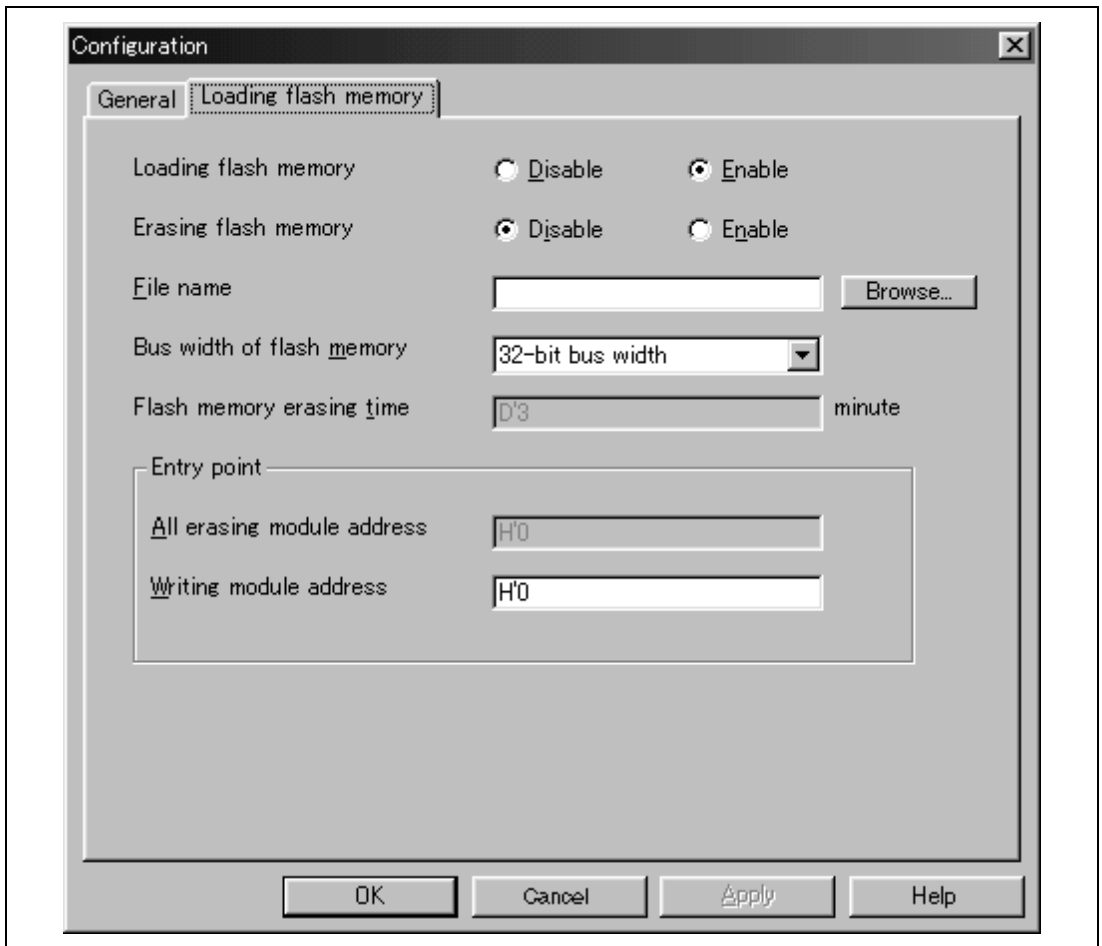 Configuration
General Loading flash memory
Loading flash memory Disable Enable
Erasing flash memory Disable Enable
File name Browse...
Bus width of flash memory 32-bit bus width
Flash memory erasing time D'3 minute
Entry point
All erasing module address H'0
Writing module address H'0
OK Cancel Apply Help